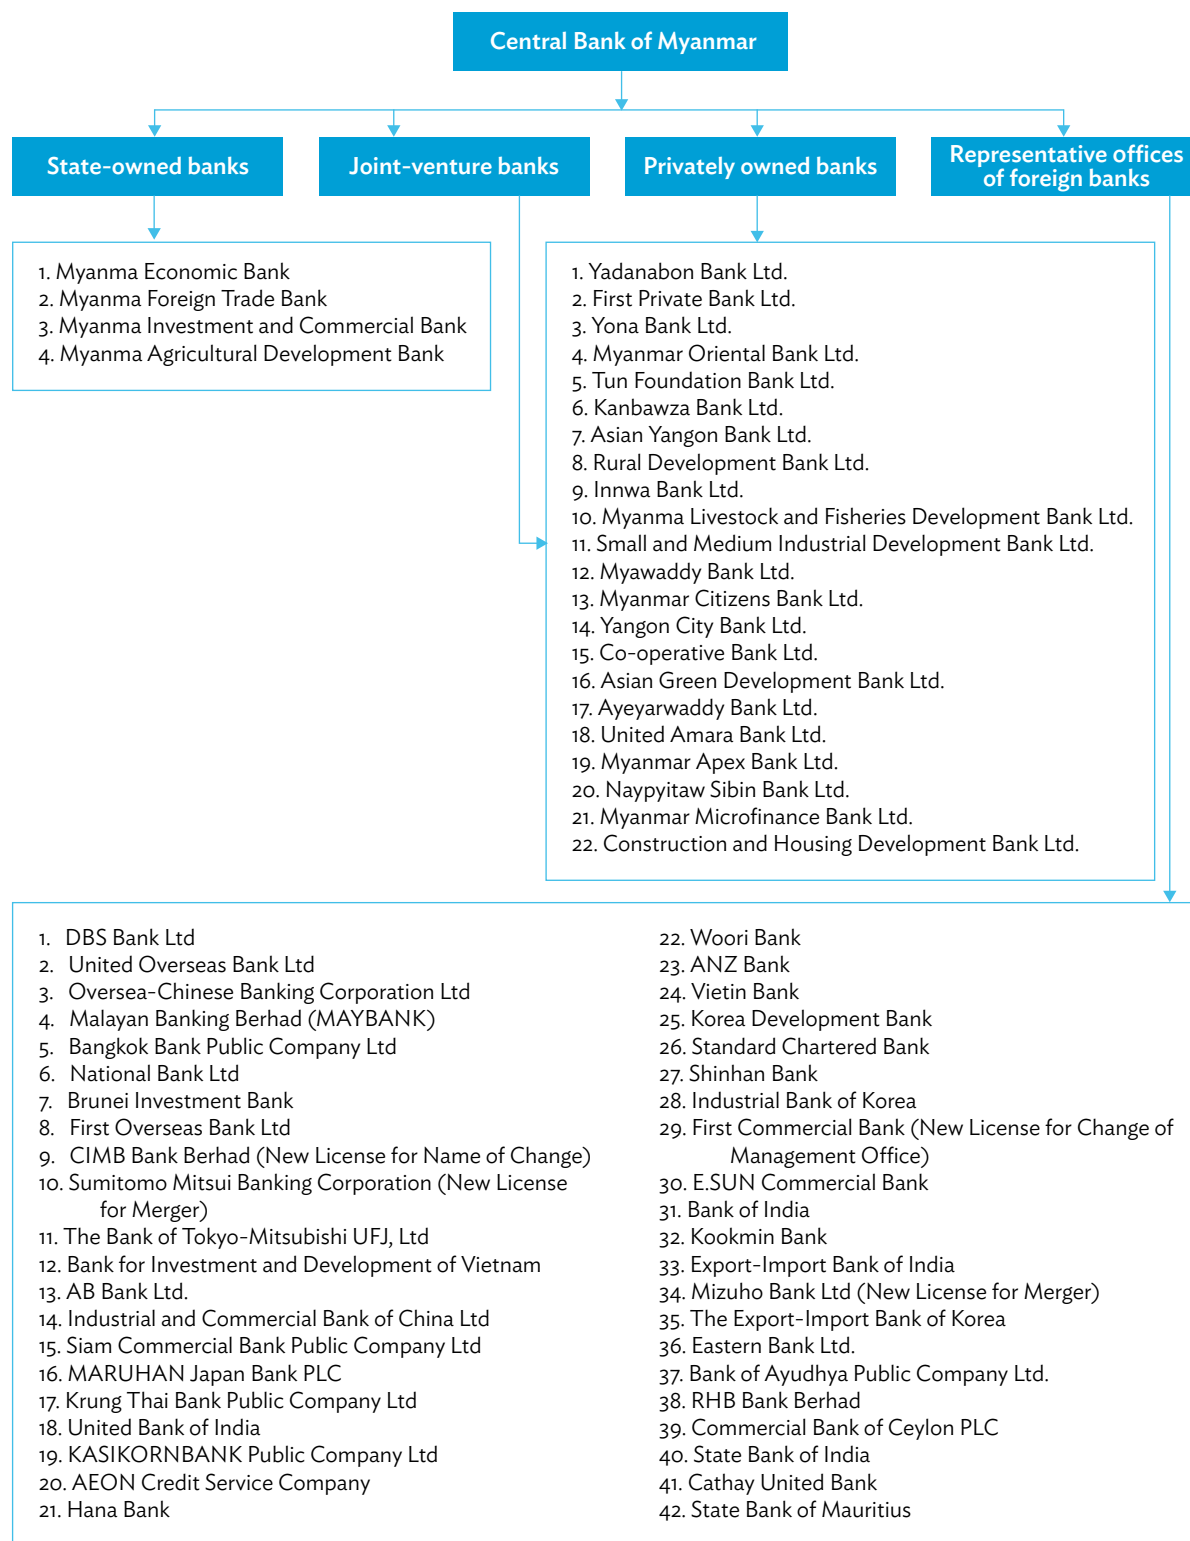 Central Bank of Myanmar
State-owned banks
Joint-venture banks
Privately owned banks
Representative offices
of foreign banks
1. Myanma Economic Bank
2. Myanma Foreign Trade Bank
3. Myanma Investment and Commercial Bank
4. Myanma Agricultural Development Bank
1. Yadanabon Bank Ltd.
2. First Private Bank Ltd.
3. Yona Bank Ltd.
4. Myanmar Oriental Bank Ltd.
5. Tun Foundation Bank Ltd.
6. Kanbawza Bank Ltd.
7. Asian Yangon Bank Ltd.
8. Rural Development Bank Ltd.
9. Innwa Bank Ltd.
10. Myanma Livestock and Fisheries Development Bank Ltd.
11. Small and Medium Industrial Development Bank Ltd.
12. Myawaddy Bank Ltd.
13. Myanmar Citizens Bank Ltd.
14. Yangon City Bank Ltd.
15. Co-operative Bank Ltd.
16. Asian Green Development Bank Ltd.
17. Ayeyarwaddy Bank Ltd.
18. United Amara Bank Ltd.
19. Myanmar Apex Bank Ltd.
20. Naypyitaw Sibin Bank Ltd.
21. Myanmar Microfinance Bank Ltd.
22. Construction and Housing Development Bank Ltd.
1. DBS Bank Ltd
2. United Overseas Bank Ltd
3. Oversea-Chinese Banking Corporation Ltd
4. Malayan Banking Berhad (MAYBANK)
5. Bangkok Bank Public Company Ltd
6. National Bank Ltd
7. Brunei Investment Bank
8. First Overseas Bank Ltd
9. CIMB Bank Berhad (New License for Name of Change)
10. Sumitomo Mitsui Banking Corporation (New License
for Merger)
11. The Bank of Tokyo-Mitsubishi UFJ, Ltd
12. Bank for Investment and Development of Vietnam
13. AB Bank Ltd.
14. Industrial and Commercial Bank of China Ltd
15. Siam Commercial Bank Public Company Ltd
16. MARUHAN Japan Bank PLC
17. Krung Thai Bank Public Company Ltd
18. United Bank of India
19. KASIKORNBANK Public Company Ltd
20. AEON Credit Service Company
21. Hana Bank
22. Woori Bank
23. ANZ Bank
24. Vietin Bank
25. Korea Development Bank
26. Standard Chartered Bank
27. Shinhan Bank
28. Industrial Bank of Korea
29. First Commercial Bank (New License for Change of
Management Office)
30. E.SUN Commercial Bank
31. Bank of India
32. Kookmin Bank
33. Export-Import Bank of India
34. Mizuho Bank Ltd (New License for Merger)
35. The Export-Import Bank of Korea
36. Eastern Bank Ltd.
37. Bank of Ayudhya Public Company Ltd.
38. RHB Bank Berhad
39. Commercial Bank of Ceylon PLC
40. State Bank of India
41. Cathay United Bank
42. State Bank of Mauritius